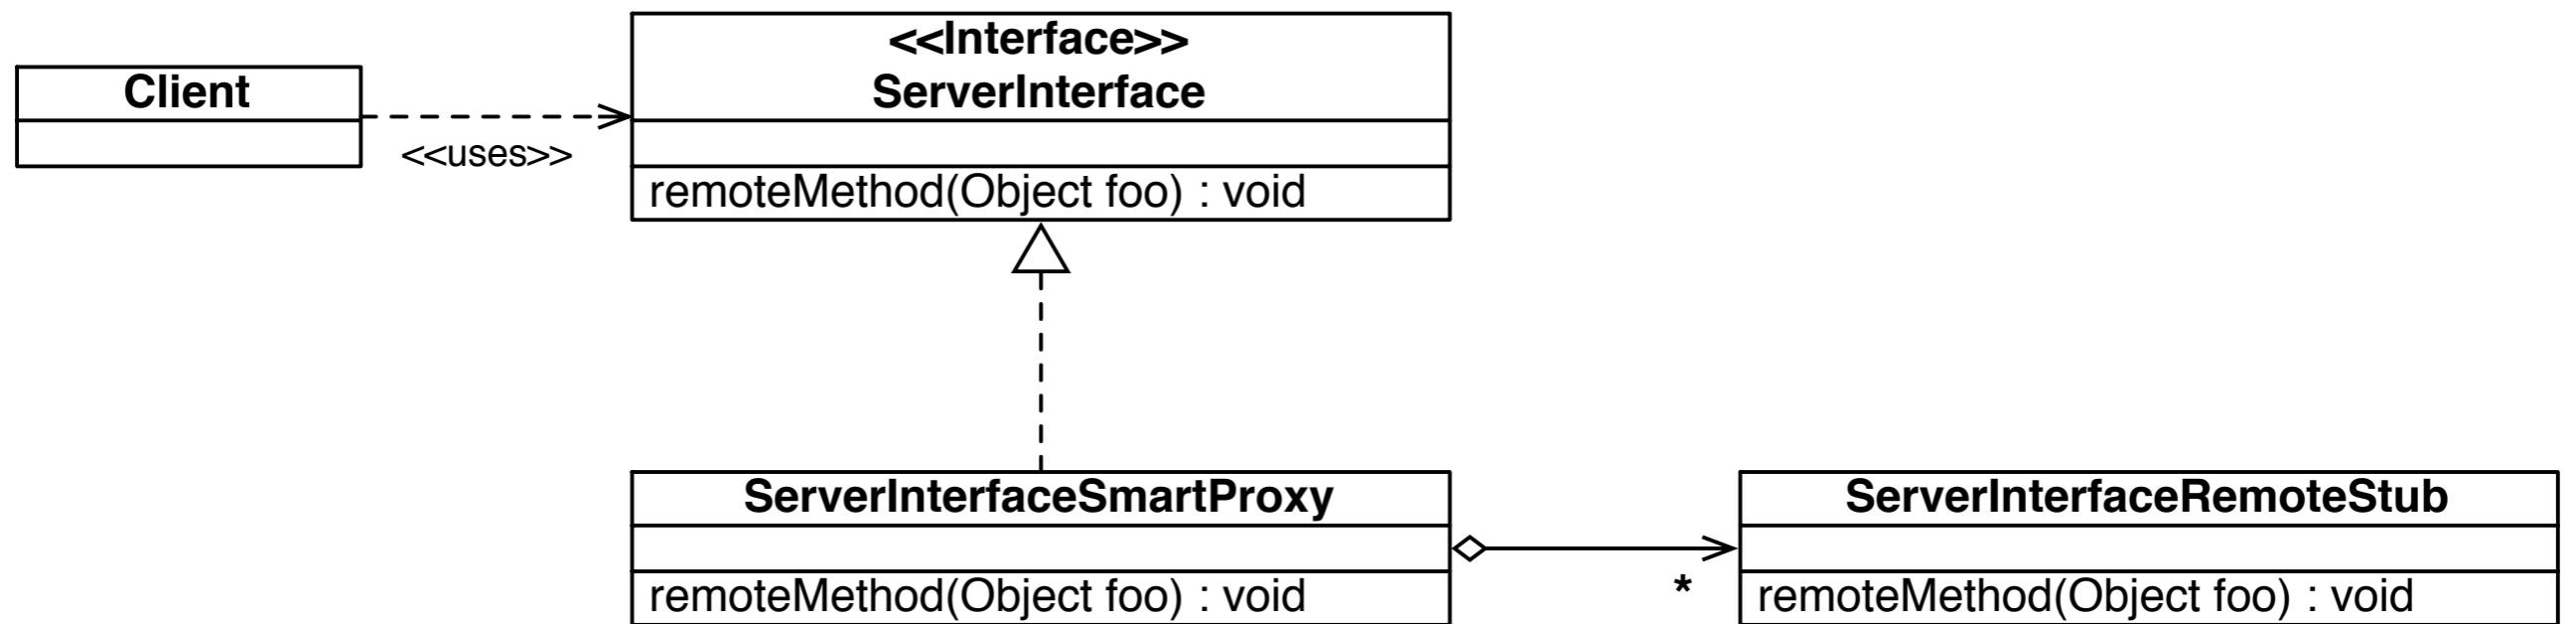 <<Interface>>
ServerInterface
Client
<<uses>>
remoteMethod(Object foo) : void
ServerInterfaceSmartProxy
remoteMethod(Object foo) : void
*
ServerInterfaceRemoteStub
remoteMethod(Object foo) : void